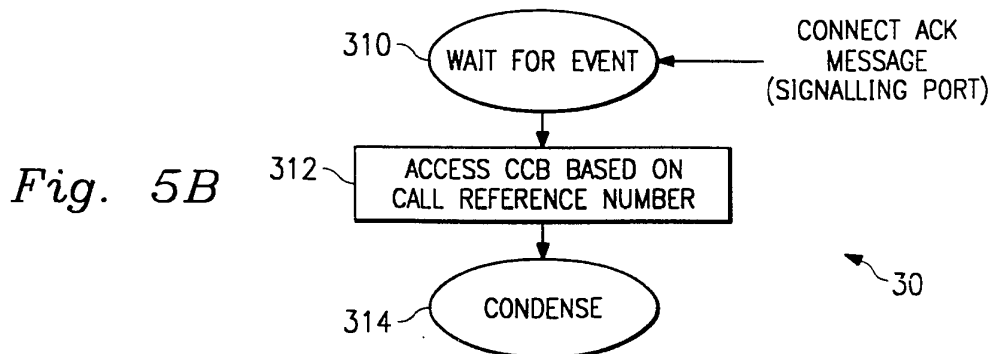 310
WAIT FOR EVENT
CONNECT ACK
MESSAGE
(SIGNALLING PORT)
Fig. 5B
312
ACCESS CCB BASED ON
CALL REFERENCE NUMBER
30
314
CONDENSE